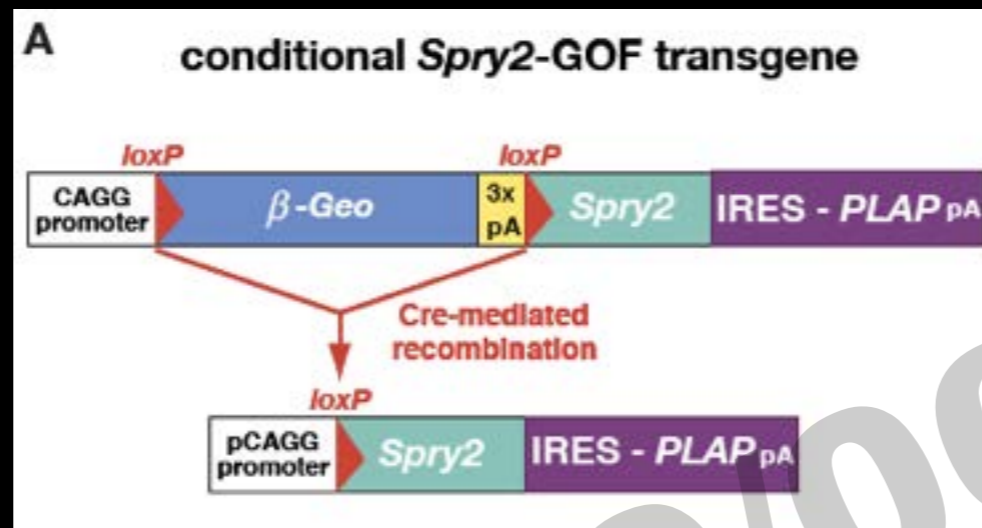 A
conditional Spry2-GOF transgene
loxP loxP
CAGG
promoter
β-Geo
3x
pA
Spry2
IRES - PLAP pA
Cre-mediated
recombination
loxP
pCAGG
promoter
Spry2
IRES - PLAP pA